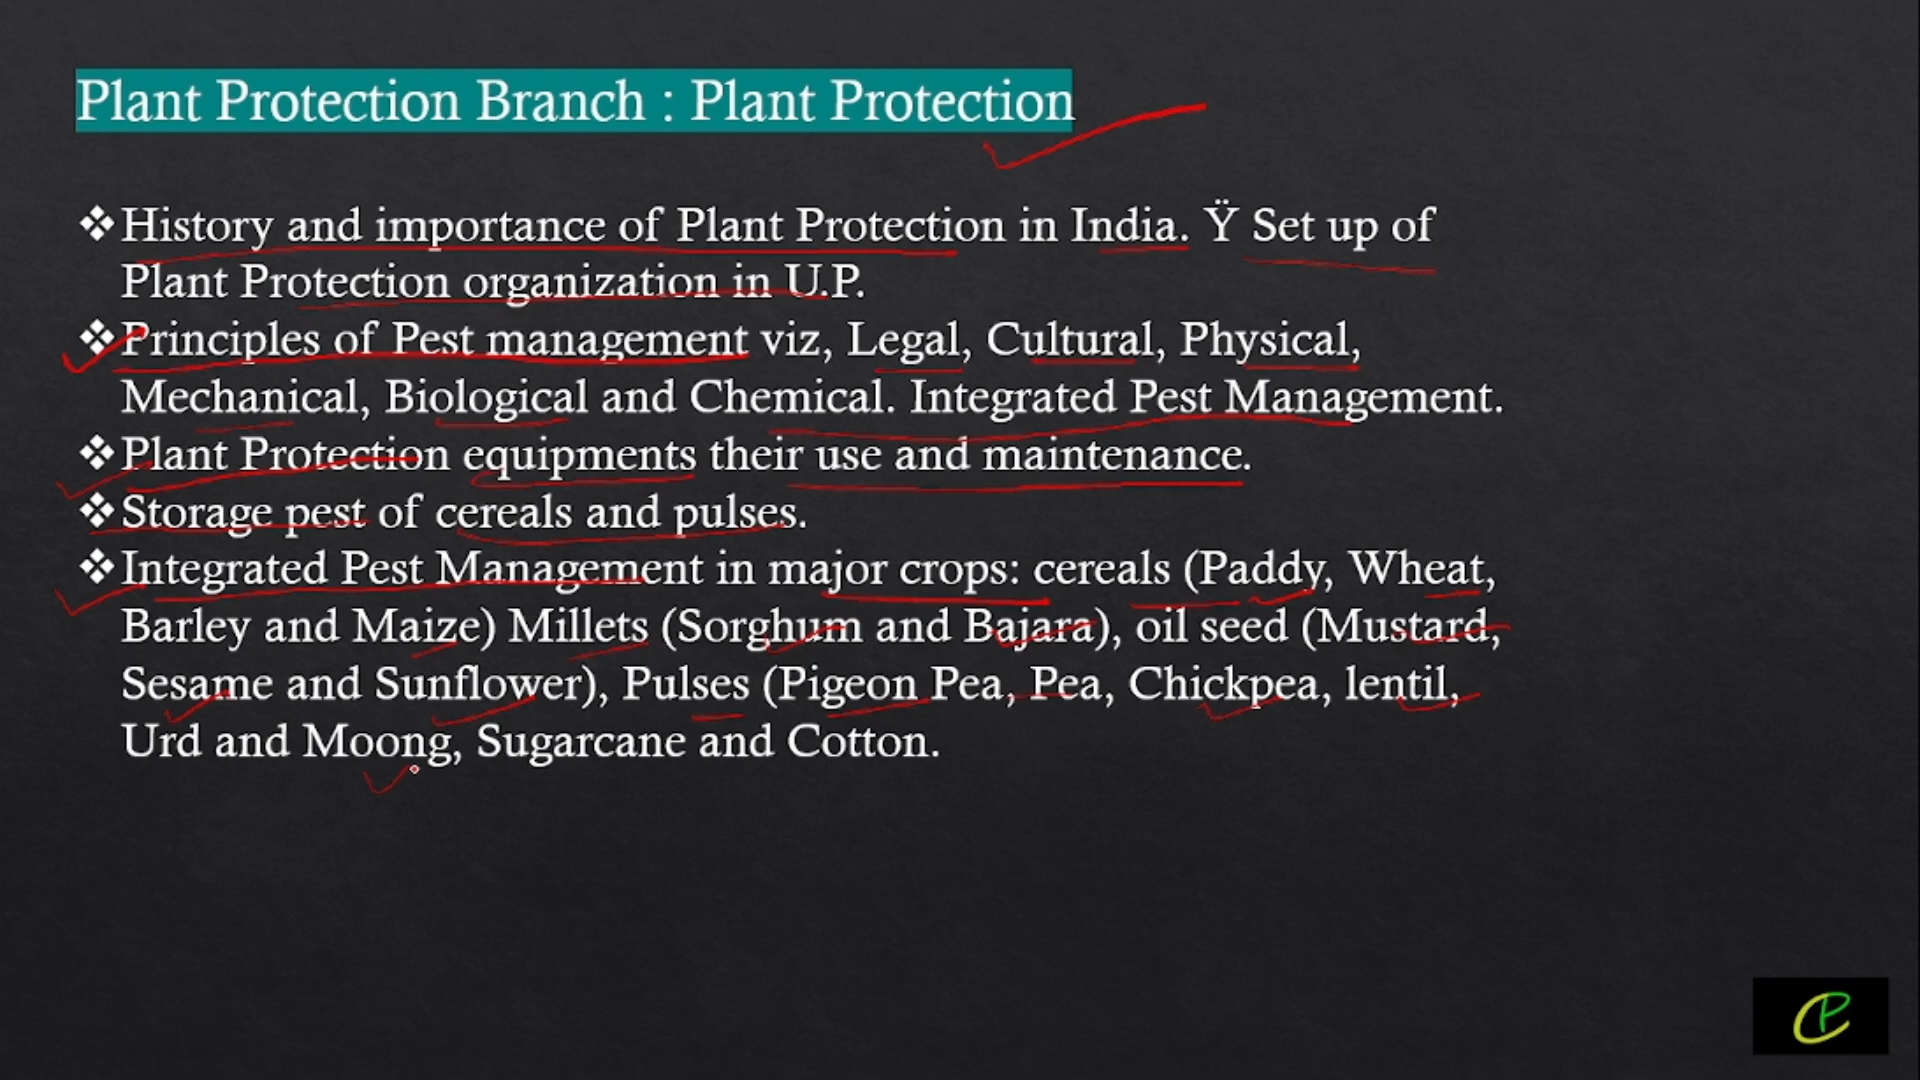 Plant Protection Branch : Plant Protection
❖History and importance of Plant Protection in India. Ÿ Set up of
Plant Protection organization in U.P.
❖Principles of Pest management viz, Legal, Cultural, Physical,
Mechanical, Biological and Chemical. Integrated Pest Management.
❖Plant Protection equipments their use and maintenance.
❖Storage pest of cereals and pulses.
❖Integrated Pest Management in major crops: cereals (Paddy, Wheat,
Barley and Maize) Millets (Sorghum and Bajara), oil seed (Mustard,
Sesame and Sunflower), Pulses (Pigeon Pea, Pea, Chickpea, lentil,
Urd and Moong, Sugarcane and Cotton.
CP